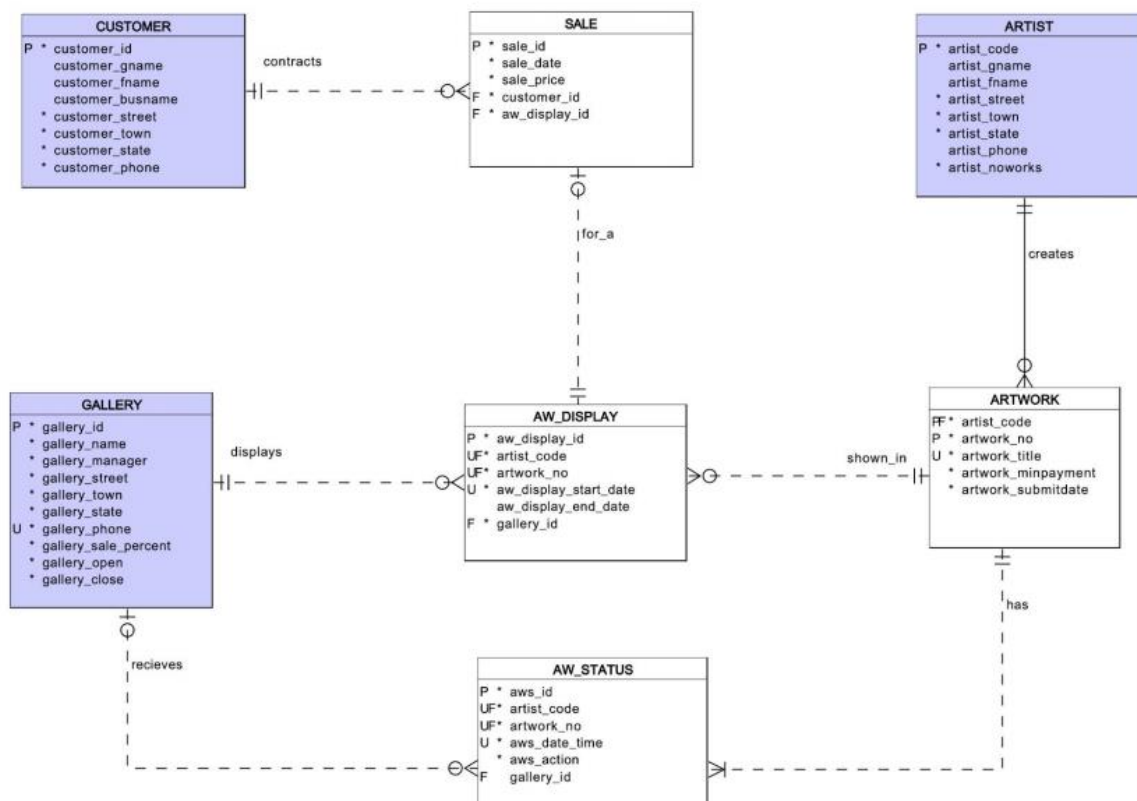 CUSTOMER
P * customer_id
customer_gname
customer_fname
customer_busname
* customer_street
* customer_town
* customer_state
* customer_phone
contracts
SALE
P * sale_id
* sale_date
* sale_price
F * customer_id
F * aw_display_id
ARTIST
P * artist_code
artist_gname
artist_fname
* artist_street
* artist_town
* artist_state
artist_phone
* artist_noworks
for_a
creates
GALLERY
P * gallery_id
* gallery_name
* gallery_manager
* gallery_street
* gallery_town
* gallery_state
U * gallery_phone
* gallery_sale_percent
* gallery_open
* gallery_close
displays
AW_DISPLAY
P * aw_display_id
UF* artist_code
UF* artwork_no
U * aw_display_start_date
aw_display_end_date
F * gallery_id
shown_in
ARTWORK
PF* artist_code
P * artwork_no
U * artwork_title
* artwork_minpayment
* artwork_submitdate
has
recieves
AW_STATUS
P * aws_id
UF* artist_code
UF* artwork_no
U * aws_date_time
* aws_action
F gallery_id